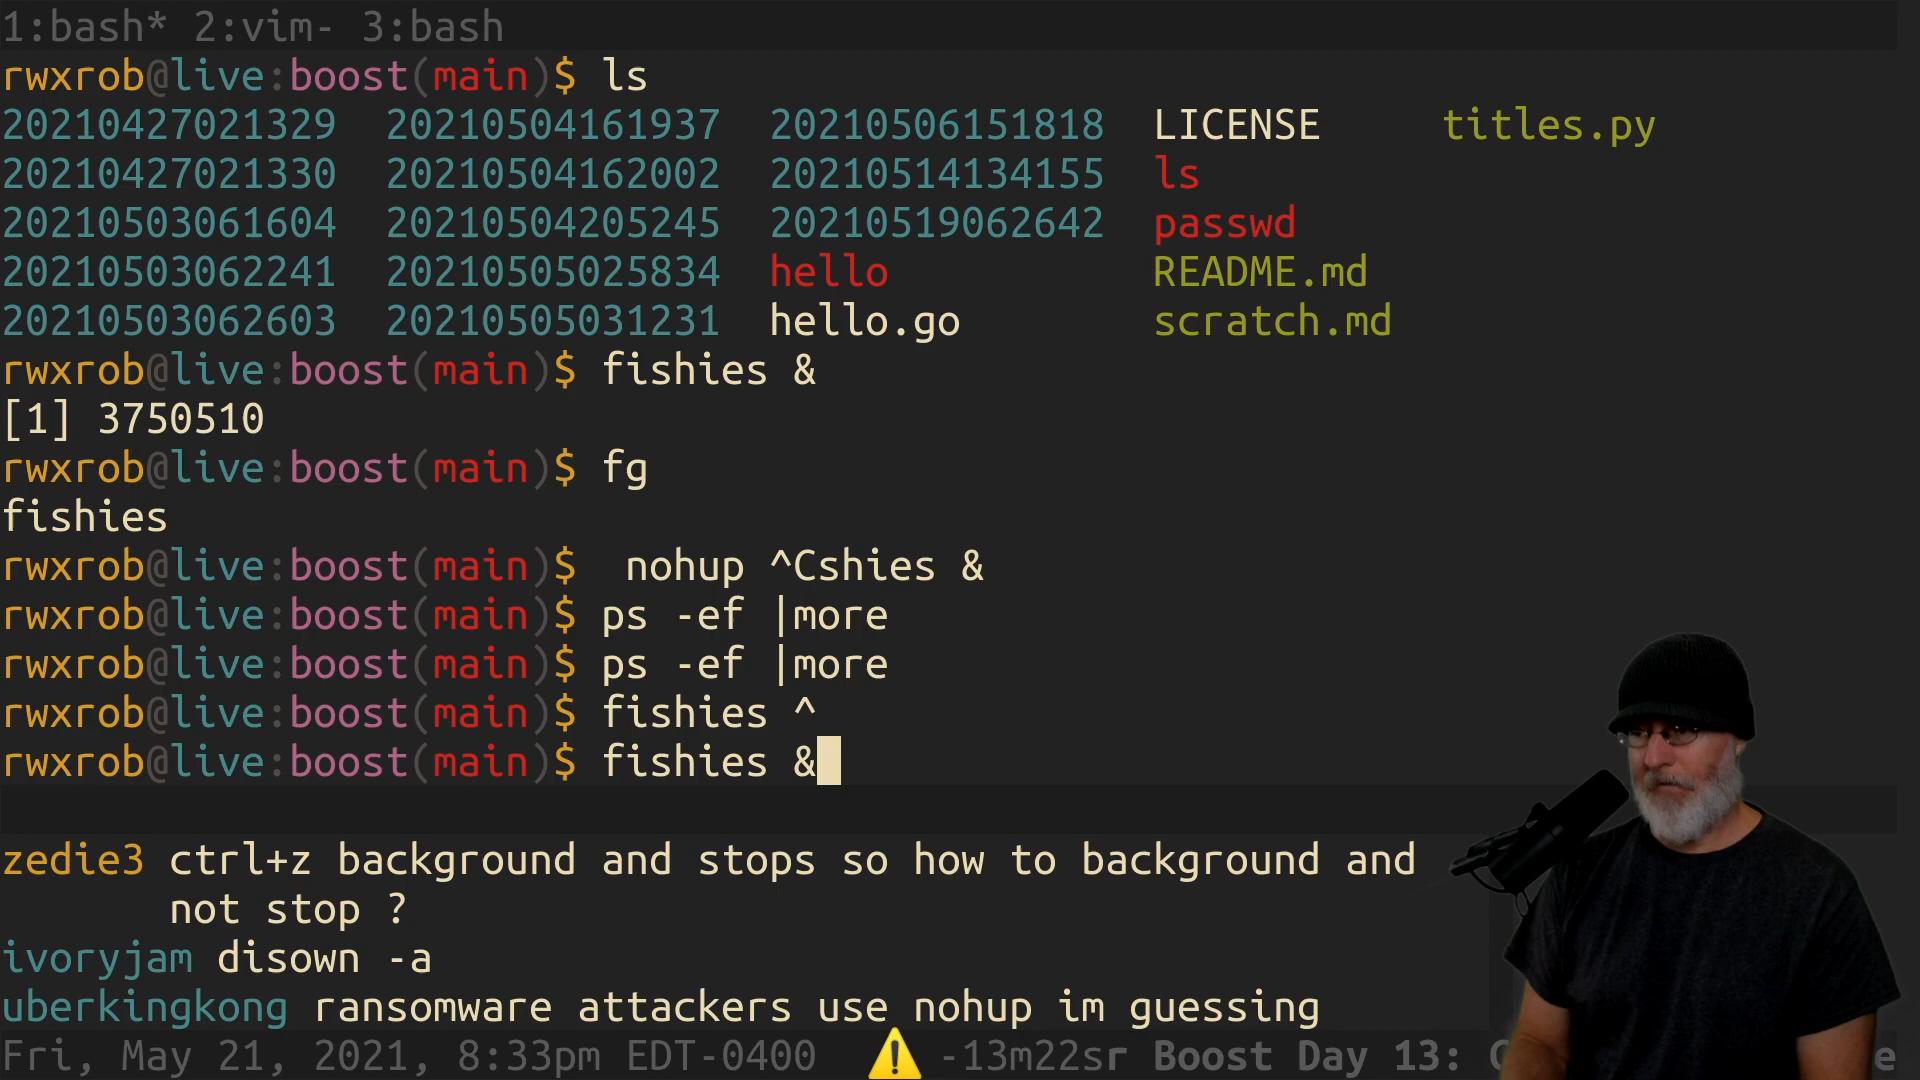 1:bash* 2:vim- 3:bash
rwxrob@live:boost(main)$ ls
20210427021329 20210504161937 20210506151818 LICENSE titles.py
20210427021330 20210504162002 20210514134155 ls
20210503061604 20210504205245 20210519062642 passwd
20210503062241 20210505025834 hello README.md
20210503062603 20210505031231 hello.go scratch.md
rwxrob@live:boost(main)$ fishies &
[1] 3750510
rwxrob@live:boost(main)$ fg
fishies
rwxrob@live:boost(main)$  nohup ^Cshies &
rwxrob@live:boost(main)$ ps -ef |more
rwxrob@live:boost(main)$ ps -ef |more
rwxrob@live:boost(main)$ fishies ^
rwxrob@live:boost(main)$ fishies &
zedie3 ctrl+z background and stops so how to background and
not stop ?
ivoryjam disown -a
uberkingkong ransomware attackers use nohup im guessing
Fri, May 21, 2021, 8:33pm EDT-0400 ⚠ -13m22sr Boost Day 13: